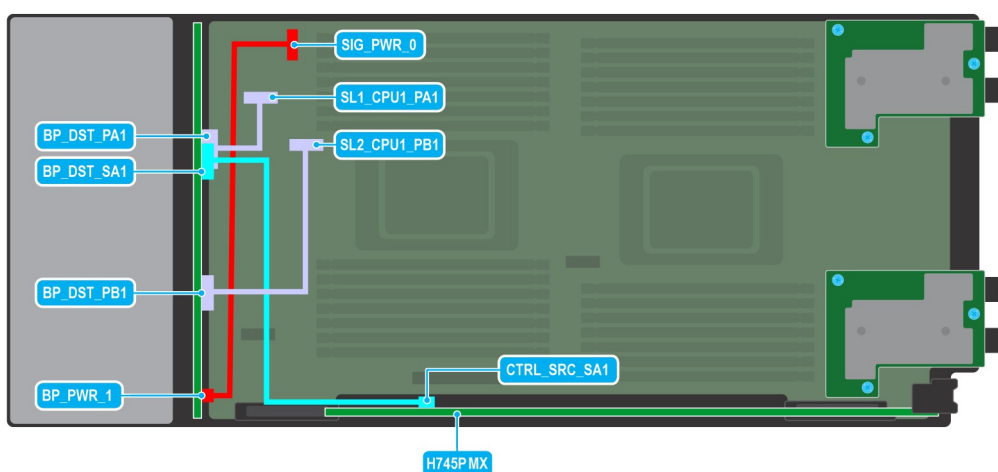 SIG_PWR_0
SL1_CPU1_PA1
BP_DST_PA1
SL2_CPU1_PB1
BP_DST_SA1
BP_DST_PB1
CTRL_SRC_SA1
BP_PWR_1
H745P MX